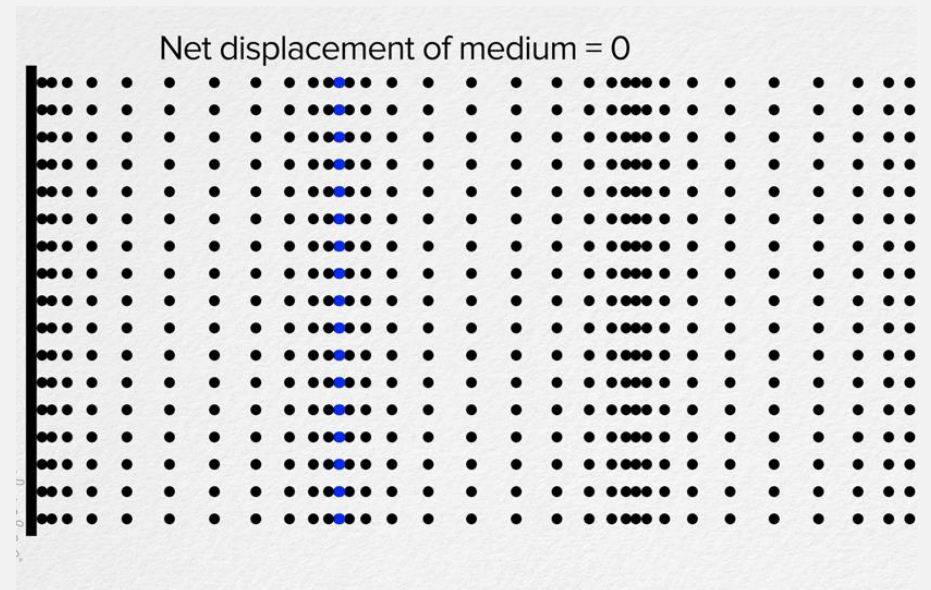 Net displacement of medium = 0